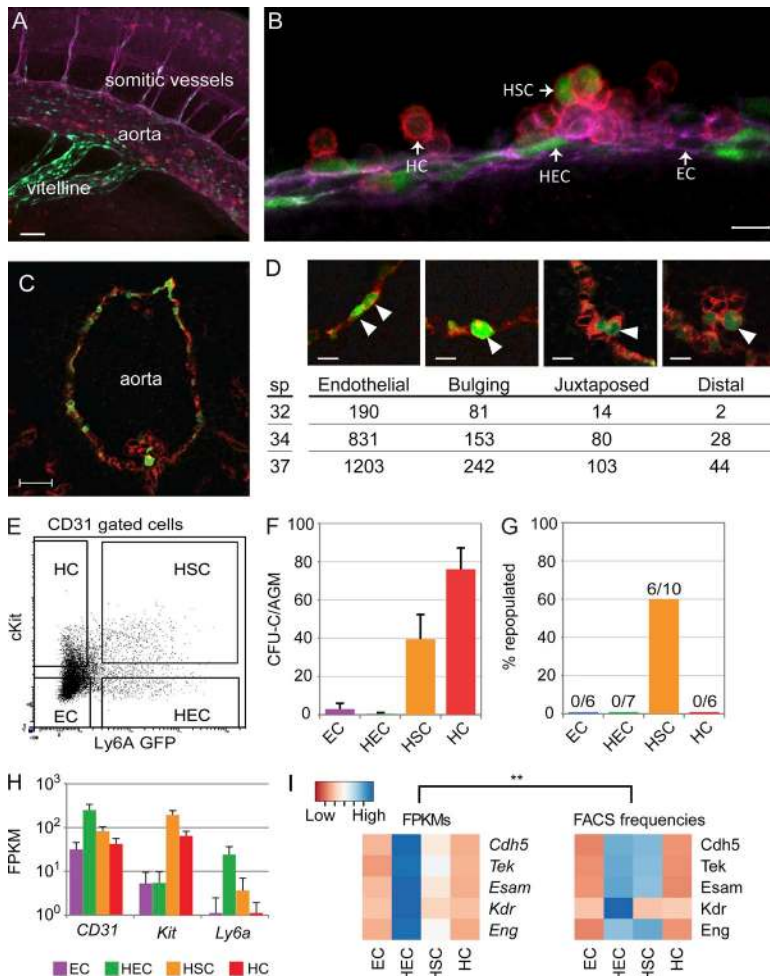 A
somitic vessels
aorta
vitelline
B
HSC
HC
HEC
EC
C
aorta
D
sp Endothelial Bulging Juxtaposed Distal
32 190 81 14 2
34 831 153 80 28
37 1203 242 103 44
E
CD31 gated cells
HC HSC
EC HEC
cKit
Ly6A GFP
F
CFU-C/AGM
100
80
60
40
20
0
EC HEC HSC HC
G
% repopulated
100
80
60
40
20
0
0/6 0/7 6/10 0/6
EC HEC HSC HC
H
FPKM
10³
10²
10¹
10⁰
CD31 Kit Ly6a
EC HEC HSC HC
I
Low High
**
FPKMs
FACS frequencies
Cdh5 Cdh5
Tek Tek
Esam Esam
Kdr Kdr
Eng Eng
EC HEC HSC HC
EC HEC HSC HC